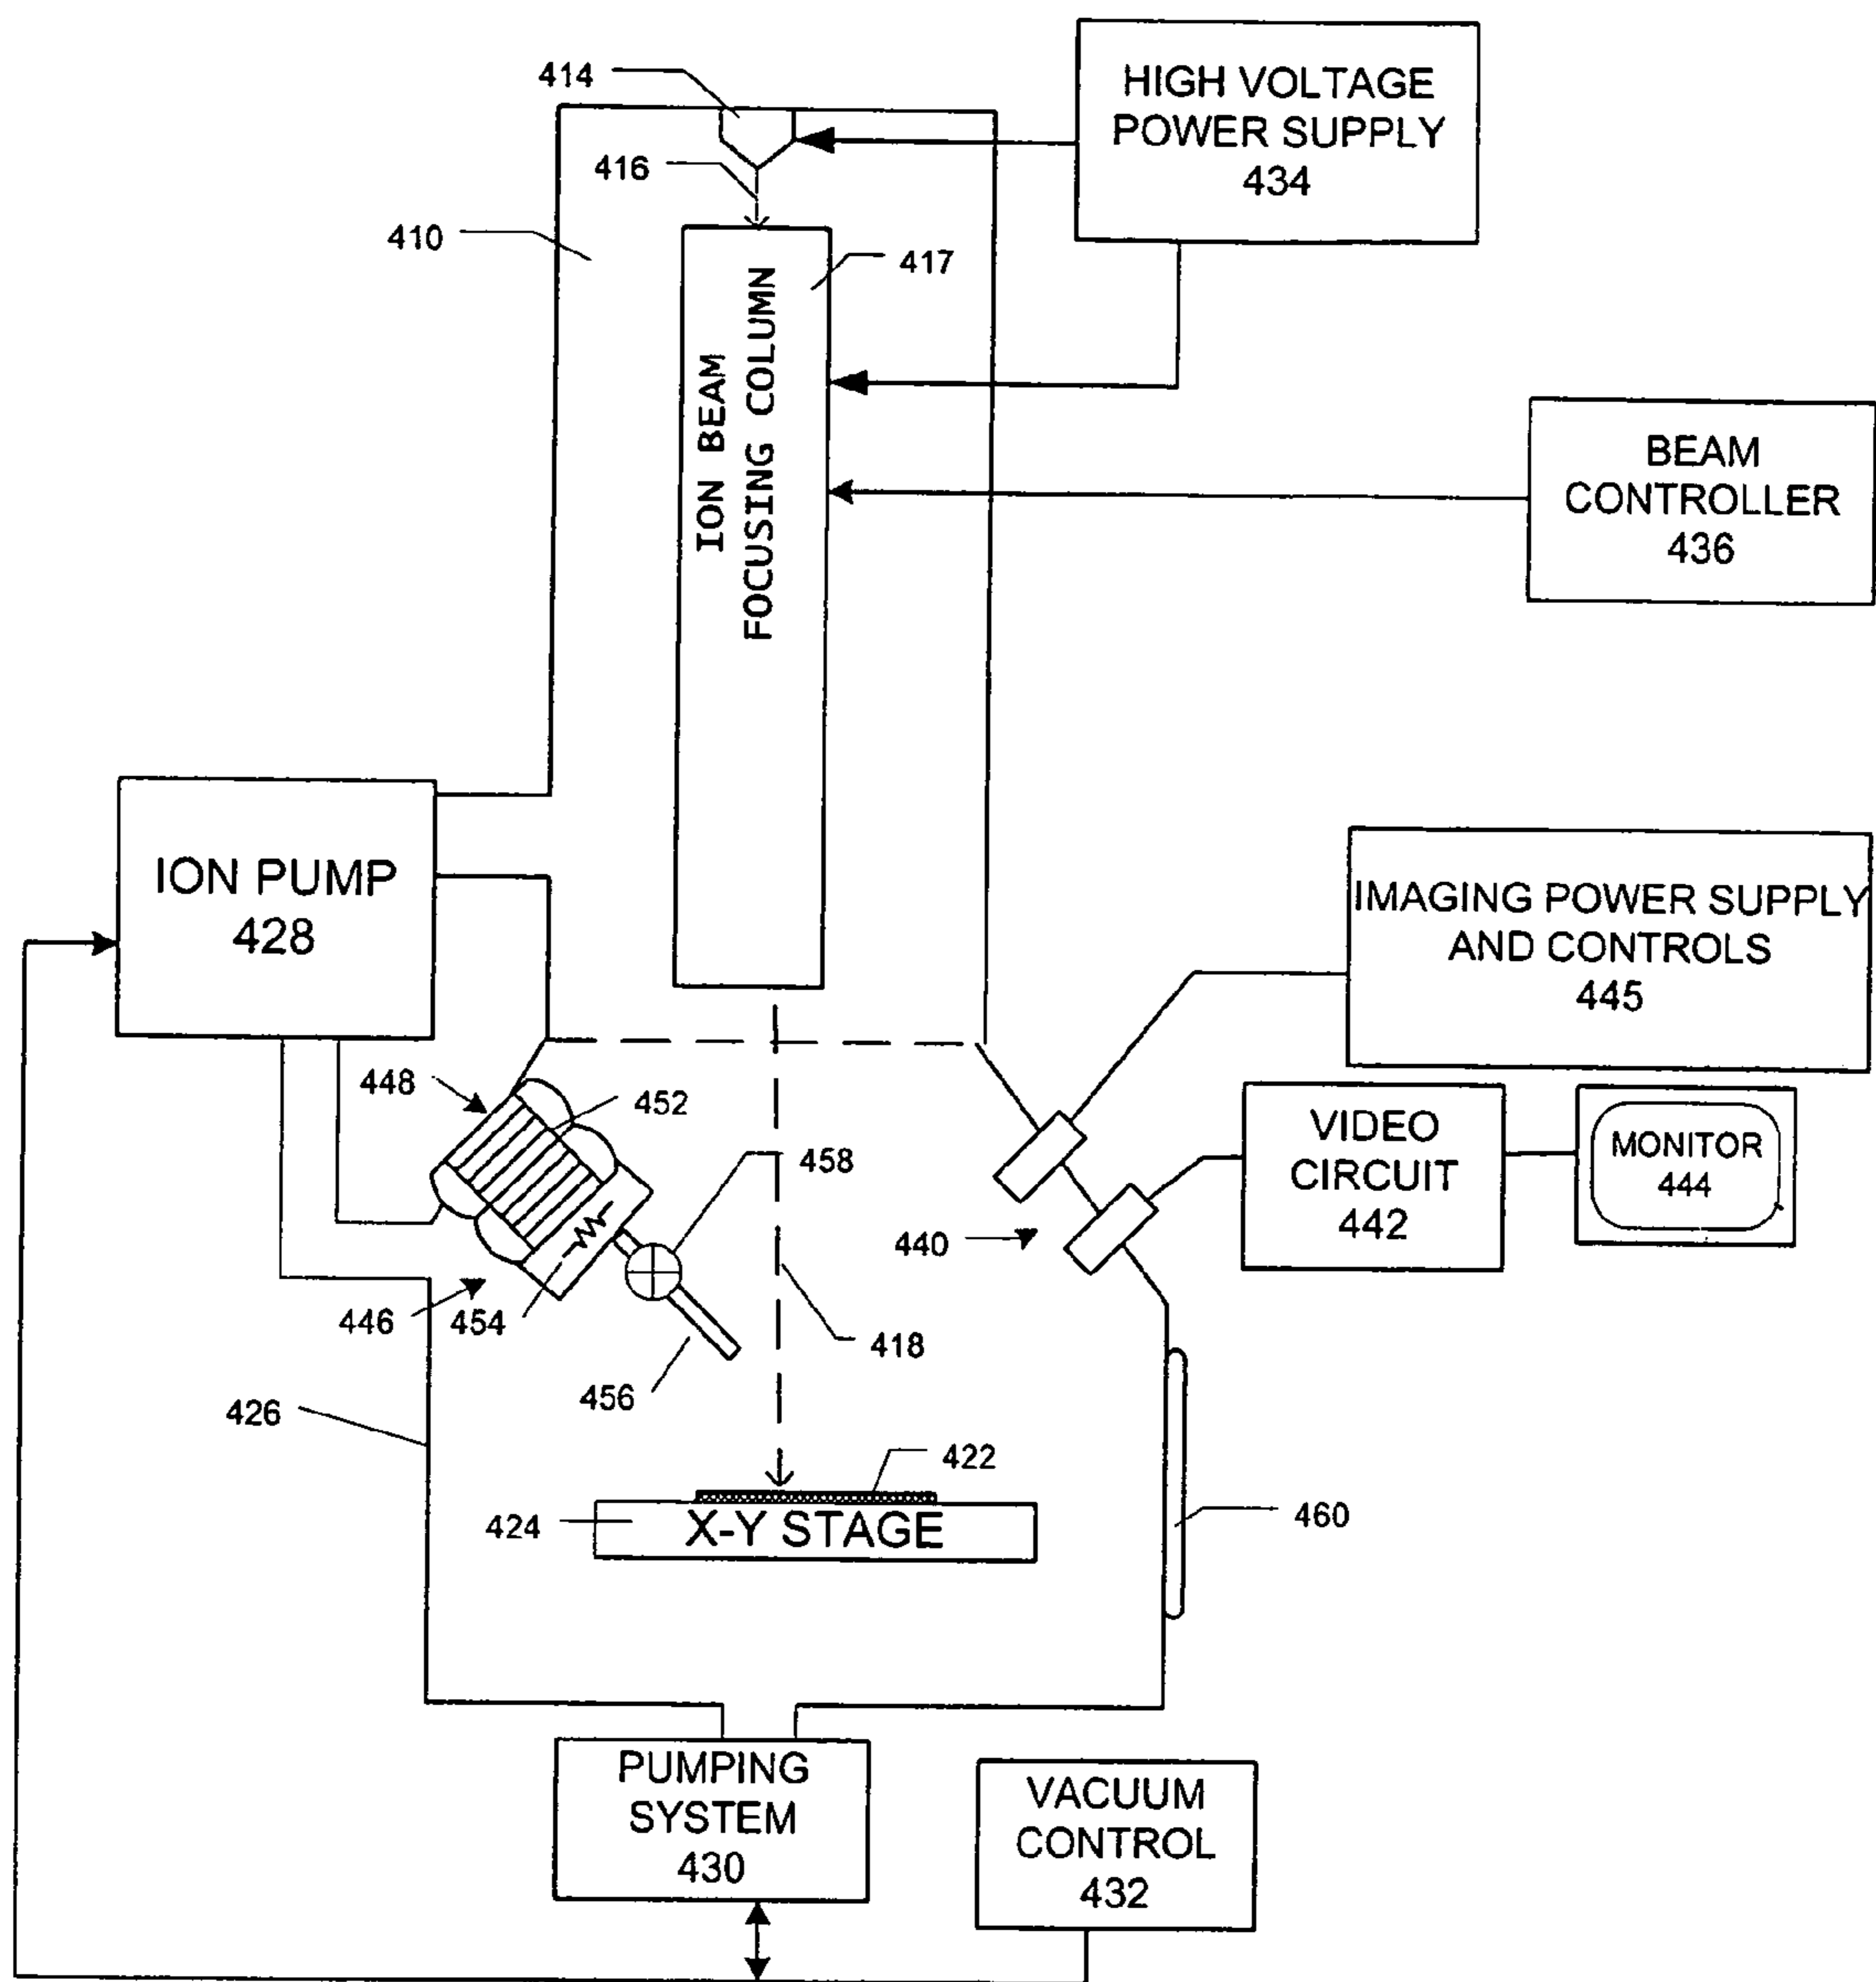 414
HIGH VOLTAGE
POWER SUPPLY
434
416
410
417
ION BEAM
FOCUSING COLUMN
BEAM
CONTROLLER
436
ION PUMP
428
IMAGING POWER SUPPLY
AND CONTROLS
445
448
452
458
VIDEO
CIRCUIT
442
MONITOR
444
440
446
454
418
456
426
422
424
X-Y STAGE
460
PUMPING
SYSTEM
430
VACUUM
CONTROL
432